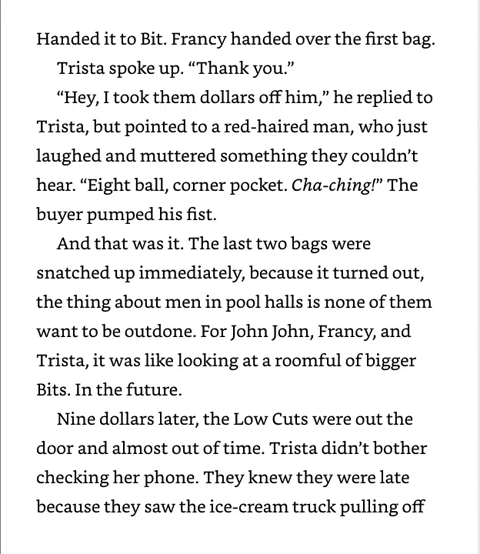 Handed it to Bit. Francy handed over the first bag.
Trista spoke up. “Thank you.”
“Hey, I took them dollars off him,” he replied to
Trista, but pointed to a red-haired man, who just
laughed and muttered something they couldn’t
hear. “Eight ball, corner pocket. Cha-ching!” The
buyer pumped his fist.
And that was it. The last two bags were
snatched up immediately, because it turned out,
the thing about men in pool halls is none of them
want to be outdone. For John John, Francy, and
Trista, it was like looking at a roomful of bigger
Bits. In the future.
Nine dollars later, the Low Cuts were out the
door and almost out of time. Trista didn’t bother
checking her phone. They knew they were late
because they saw the ice-cream truck pulling off